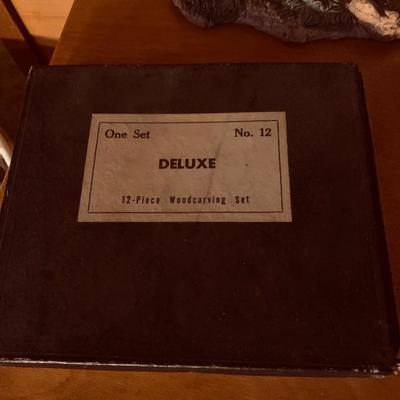 One Set No. 12
DELUXE
12-Piece Woodcarving Set